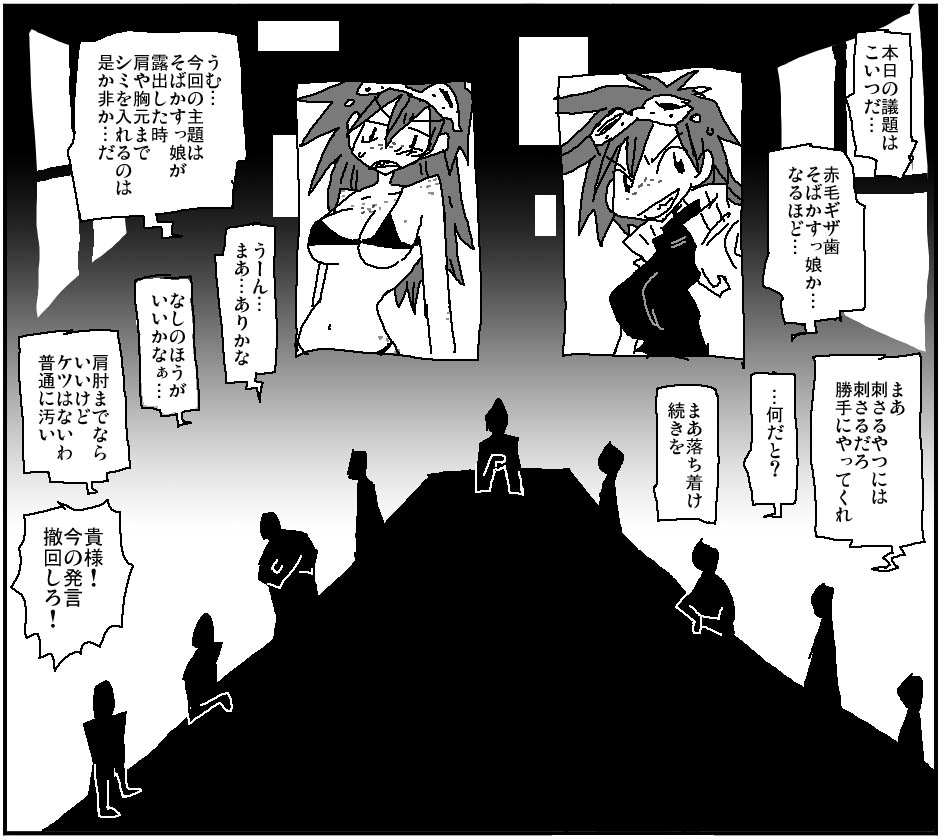 本日の議題は
こいつだ…
赤毛ギザ歯
そばかすっ娘か…
なるほど…
まあ
刺さるやつには
刺さるだろ
勝手にやってくれ
…何だと?
まあ落ち着け
続きを
うむ…
今回の主題は
そばかすっ娘が
露出した時
肩や胸元まで
シミを入れるのは
是か非か…だ
うーん…
まあ…ありかな
なしのほうが
いいかなぁ…
肩肘までなら
いいけど
ケツはないわ
普通に汚い
貴様!
今の発言
撤回しろ!